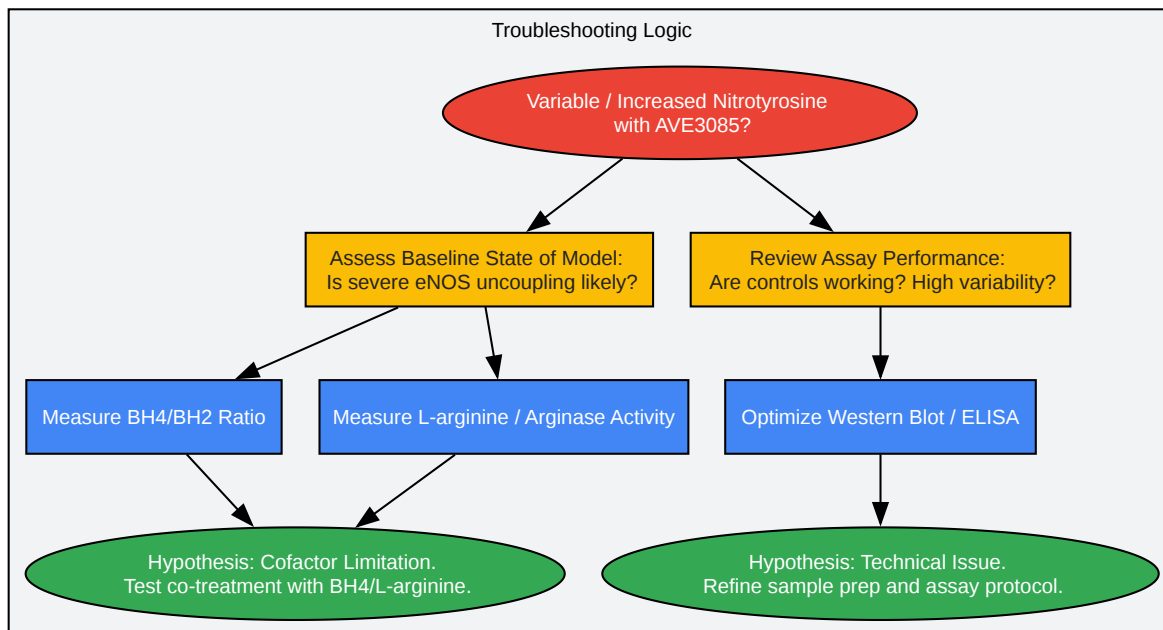 Troubleshooting Logic
Variable / Increased Nitrotyrosine
with AVE3085?
Assess Baseline State of Model:
Is severe eNOS uncoupling likely?
Review Assay Performance:
Are controls working? High variability?
Measure BH4/BH2 Ratio
Measure L-arginine / Arginase Activity
Optimize Western Blot / ELISA
Hypothesis: Cofactor Limitation.
Test co-treatment with BH4/L-arginine.
Hypothesis: Technical Issue.
Refine sample prep and assay protocol.